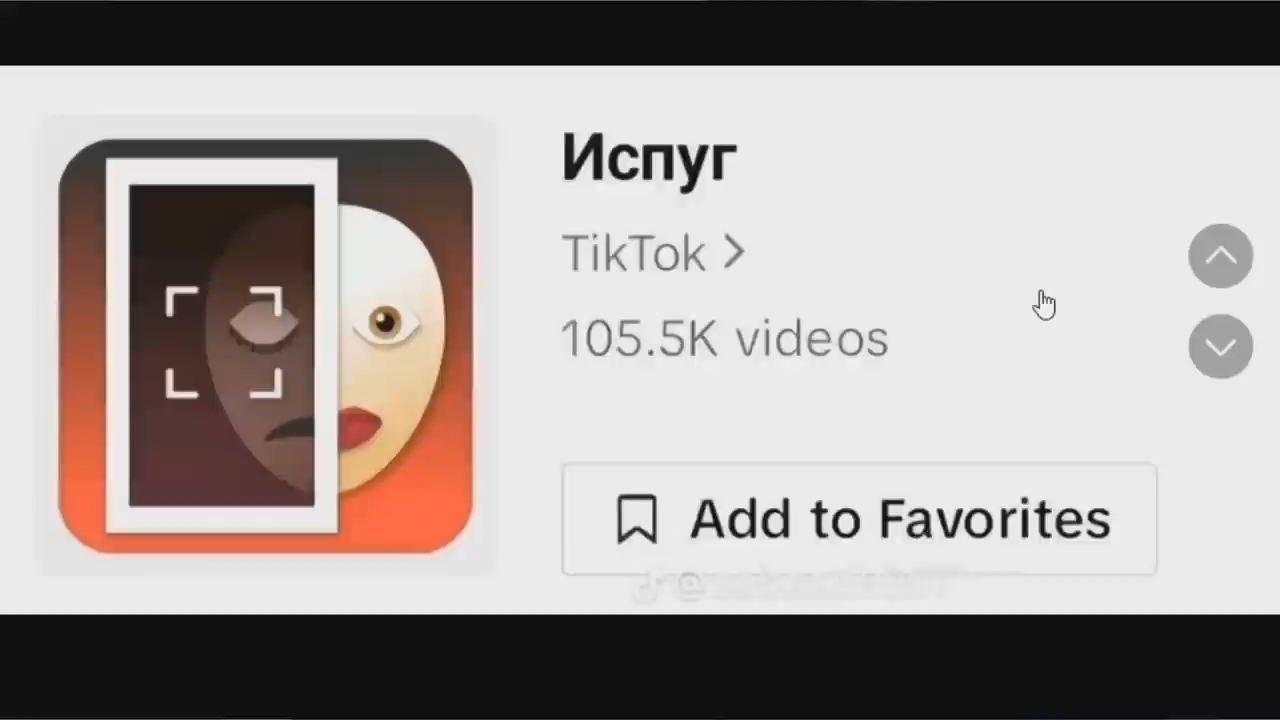 Испуг
TikTok >
105.5K videos
Add to Favorites